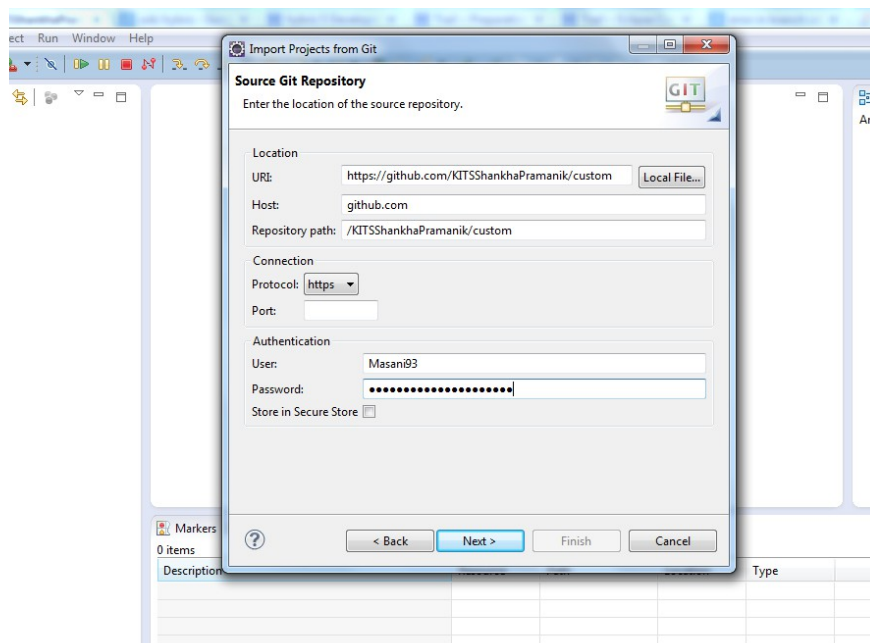 ect Run Window Help
Import Projects from Git
Source Git Repository
Enter the location of the source repository.
GIT
Location
URI: https://github.com/KITSShankhaPramanik/custom Local File...
Host: github.com
Repository path: /KITSShankhaPramanik/custom
Connection
Protocol: https
Port:
Authentication
User: Masani93
Password: ●●●●●●●●●●●●●●●●●●●●●
Store in Secure Store
? < Back Next > Finish Cancel
Markers
0 items
Description Type